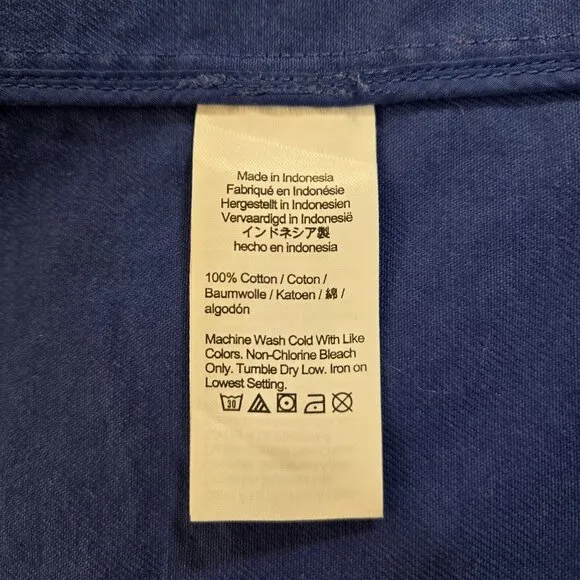 Made in Indonesia
Fabriqué en Indonésie
Hergestellt in Indonesien
Vervaardigd in Indonesië
インドネシア製
hecho en indonesia
100% Cotton / Coton /
Baumwolle / Katoen / 綿 /
algodón
Machine Wash Cold With Like
Colors. Non-Chlorine Bleach
Only. Tumble Dry Low. Iron on
Lowest Setting.
30